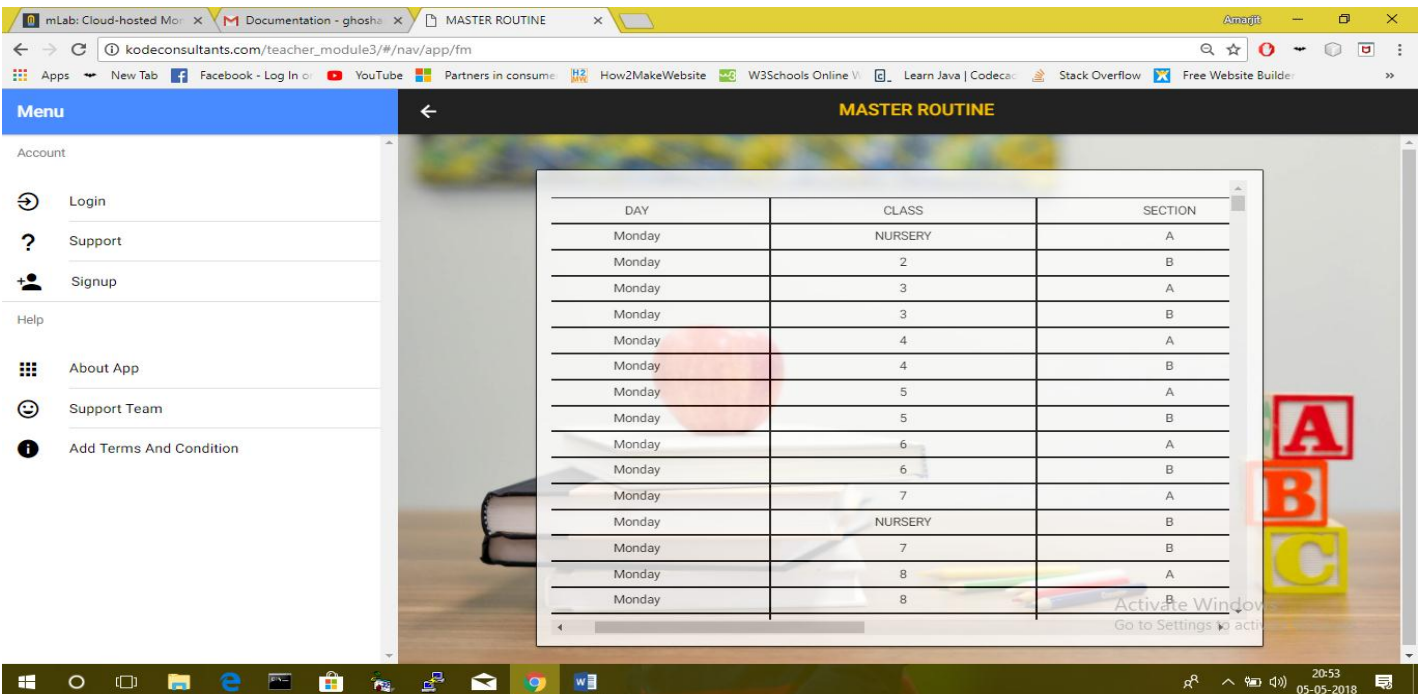 mLab: Cloud-hosted Mon
Documentation - ghosha
MASTER ROUTINE
Amarjit
kodeconsultants.com/teacher_module3/#/nav/app/fm
Apps New Tab Facebook - Log In or YouTube Partners in consume How2MakeWebsite W3Schools Online W Learn Java | Codecac Stack Overflow Free Website Builder
Menu
MASTER ROUTINE
Account
Login
Support
Signup
Help
About App
Support Team
Add Terms And Condition
DAY CLASS SECTION
Monday NURSERY A
Monday 2 B
Monday 3 A
Monday 3 B
Monday 4 A
Monday 4 B
Monday 5 A
Monday 5 B
Monday 6 A
Monday 6 B
Monday 7 A
Monday NURSERY B
Monday 7 B
Monday 8 A
Monday 8 B
A
B
C
Activate Windows
Go to Settings to acti
20:53
05-05-2018